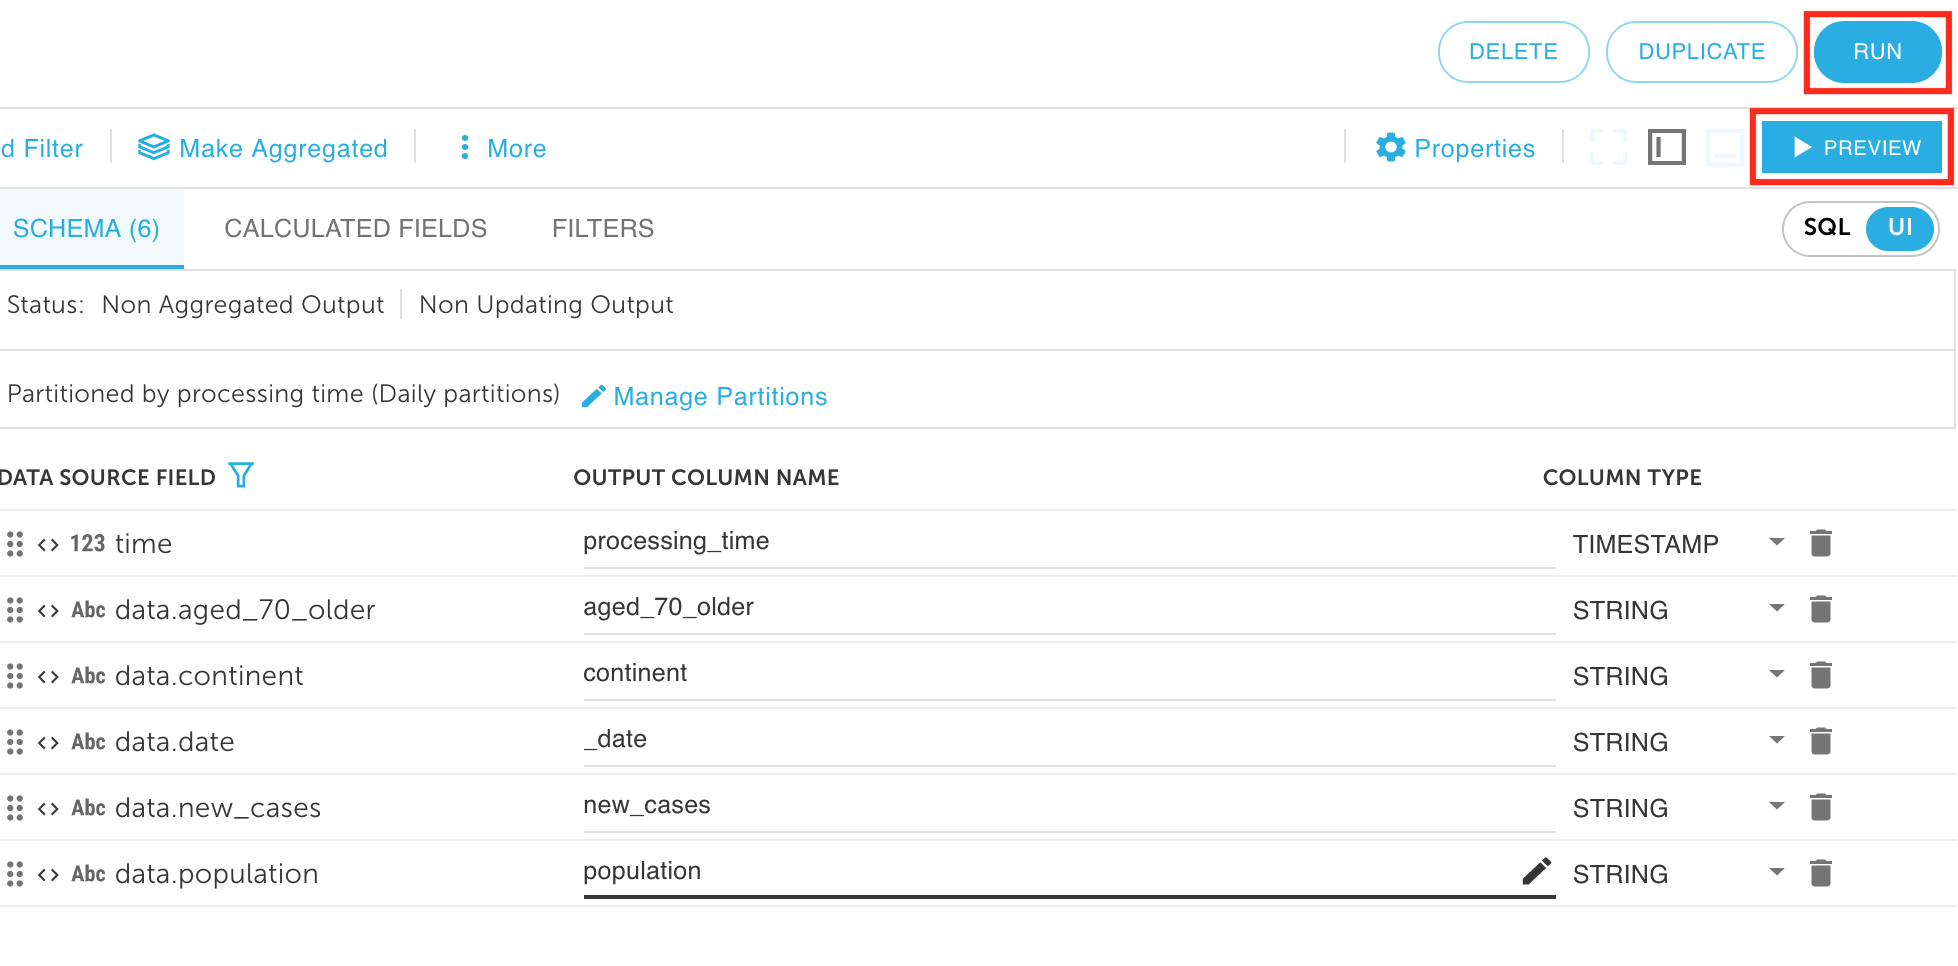 DELETE DUPLICATE RUN
d Filter Make Aggregated More Properties PREVIEW
SCHEMA (6) CALCULATED FIELDS FILTERS SQL UI
Status: Non Aggregated Output Non Updating Output
Partitioned by processing time (Daily partitions) Manage Partitions
DATA SOURCE FIELD OUTPUT COLUMN NAME COLUMN TYPE
<> 123 time processing_time TIMESTAMP
<> Abc data.aged_70_older aged_70_older STRING
<> Abc data.continent continent STRING
<> Abc data.date _date STRING
<> Abc data.new_cases new_cases STRING
<> Abc data.population population STRING